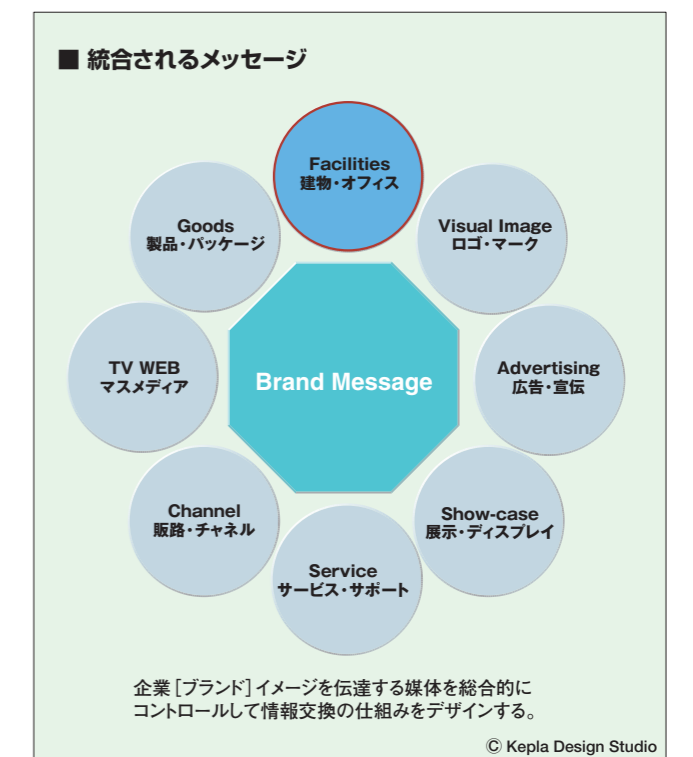 ■ 統合されるメッセージ
Facilities
建物・オフィス
Goods
製品・パッケージ
Visual Image
ロゴ・マーク
TV WEB
マスメディア
Brand Message
Advertising
広告・宣伝
Channel
販路・チャネル
Show-case
展示・ディスプレイ
Service
サービス・サポート
企業［ブランド］イメージを伝達する媒体を総合的に
コントロールして情報交換の仕組みをデザインする。
© Kepla Design Studio